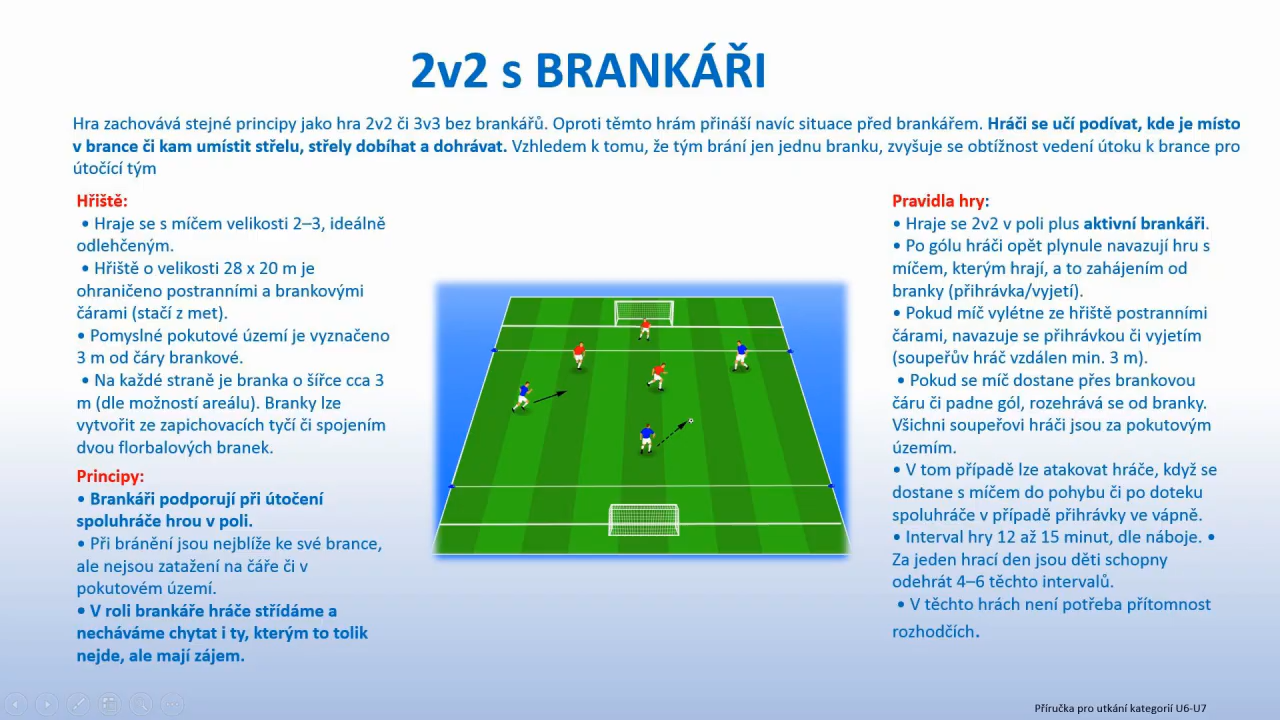 2v2 s BRANKÁŘI
Hra zachovává stejné principy jako hra 2v2 či 3v3 bez brankářů. Oproti těmto hrám přináší navíc situace před brankářem. Hráči se učí podívat, kde je místo
v brance či kam umístit střelu, střely dobíhat a dohrávat. Vzhledem k tomu, že tým brání jen jednu branku, zvyšuje se obtížnost vedení útoku k brance pro
útočící tým
Hřiště:
• Hraje se s míčem velikosti 2–3, ideálně
odlehčeným.
• Hřiště o velikosti 28 x 20 m je
ohraničeno postranními a brankovými
čárami (stačí z met).
• Pomyslné pokutové území je vyznačeno
3 m od čáry brankové.
• Na každé straně je branka o šířce cca 3
m (dle možností areálu). Branky lze
vytvořit ze zapichovacích tyčí či spojením
dvou florbalových branek.
Principy:
• Brankáři podporují při útočení
spoluhráče hrou v poli.
• Při bránění jsou nejblíže ke své brance,
ale nejsou zatažení na čáře či v
pokutovém území.
• V roli brankáře hráče střídáme a
necháváme chytat i ty, kterým to tolik
nejde, ale mají zájem.
Pravidla hry:
• Hraje se 2v2 v poli plus aktivní brankáři.
• Po gólu hráči opět plynule navazují hru s
míčem, kterým hrají, a to zahájením od
branky (přihrávka/vyjetí).
• Pokud míč vylétne ze hřiště postranními
čárami, navazuje se přihrávkou či vyjetím
(soupeřův hráč vzdálen min. 3 m).
• Pokud se míč dostane přes brankovou
čáru či padne gól, rozehrává se od branky.
Všichni soupeřovi hráči jsou za pokutovým
územím.
• V tom případě lze atakovat hráče, když se
dostane s míčem do pohybu či po doteku
spoluhráče v případě přihrávky ve vápně.
• Interval hry 12 až 15 minut, dle náboje. •
Za jeden hrací den jsou děti schopny
odehrát 4–6 těchto intervalů.
• V těchto hrách není potřeba přítomnost
rozhodčích.
Příručka pro utkání kategorií U6-U7